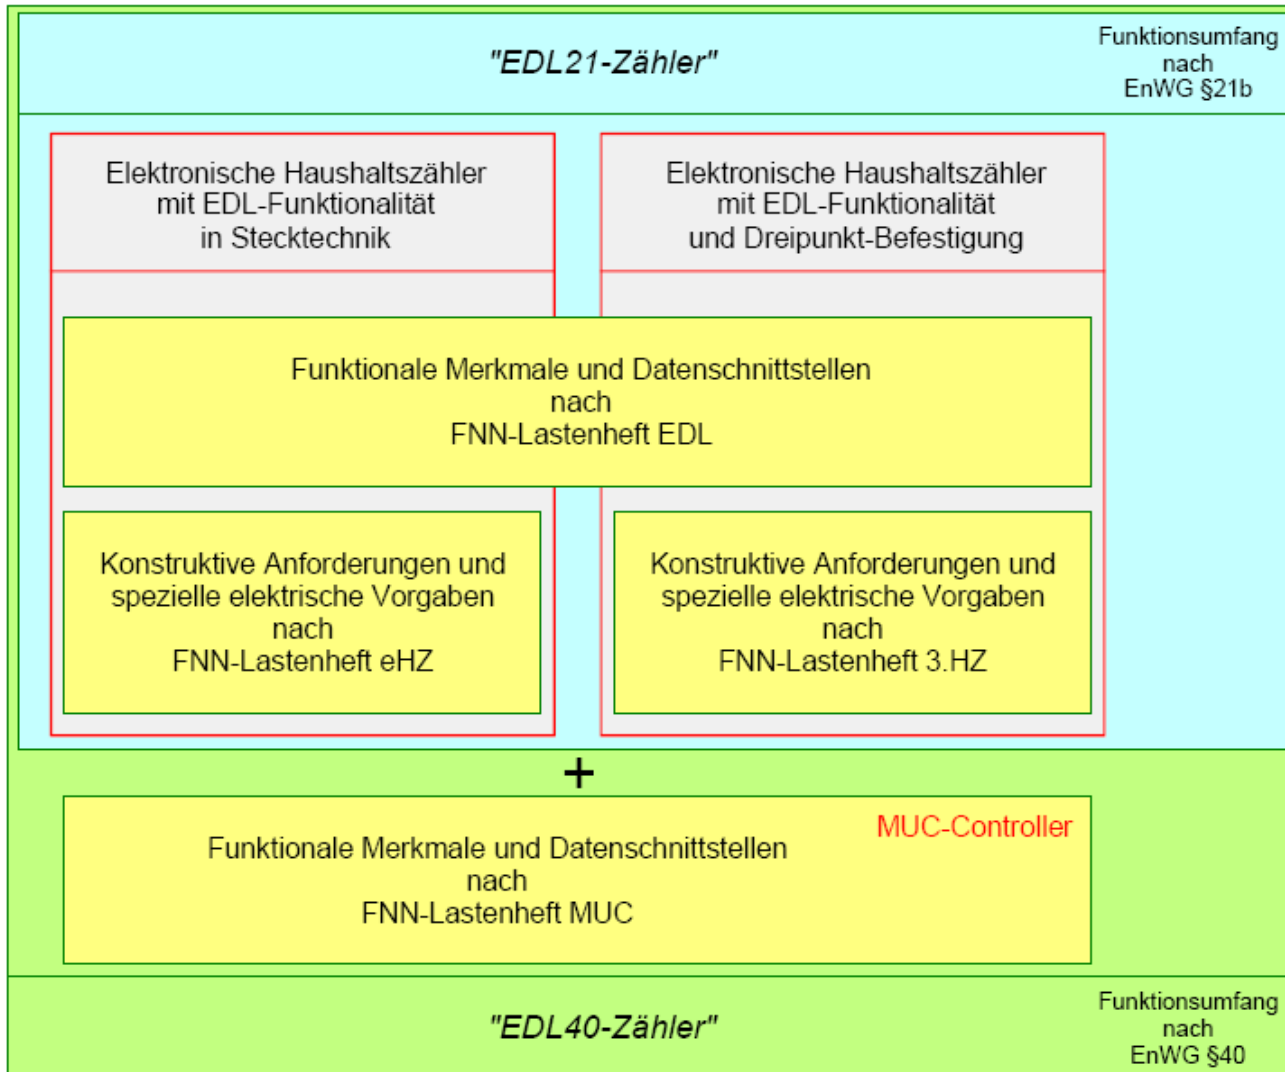 "EDL21-Zähler"
Funktionsumfang
nach
EnWG §21b
Elektronische Haushaltszähler
mit EDL-Funktionalität
in Stecktechnik
Elektronische Haushaltszähler
mit EDL-Funktionalität
und Dreipunkt-Befestigung
Funktionale Merkmale und Datenschnittstellen
nach
FNN-Lastenheft EDL
Konstruktive Anforderungen und
spezielle elektrische Vorgaben
nach
FNN-Lastenheft eHZ
Konstruktive Anforderungen und
spezielle elektrische Vorgaben
nach
FNN-Lastenheft 3.HZ
+
MUC-Controller
Funktionale Merkmale und Datenschnittstellen
nach
FNN-Lastenheft MUC
"EDL40-Zähler"
Funktionsumfang
nach
EnWG §40